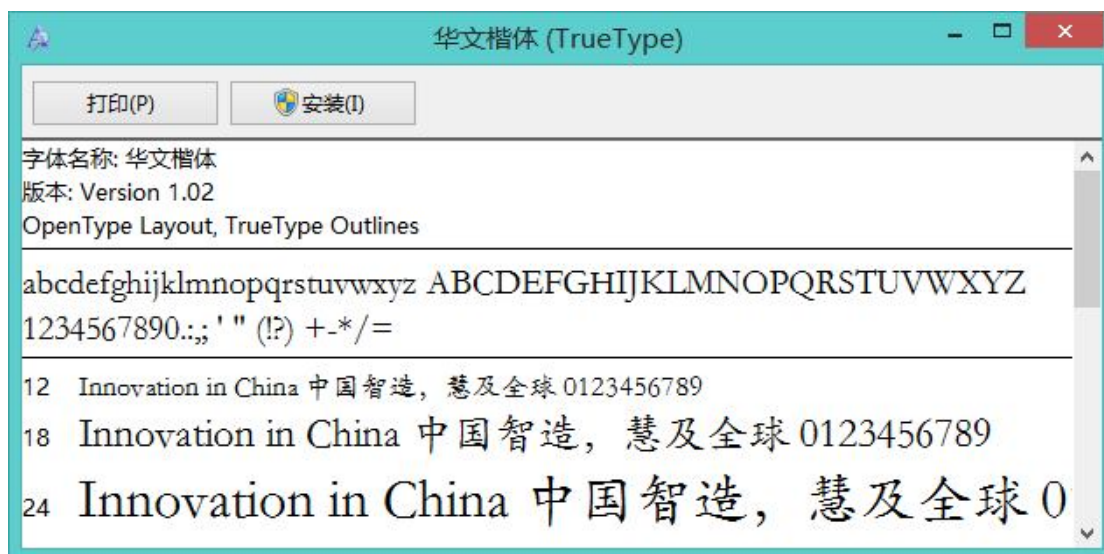 华文楷体 (TrueType)
打印(P) 安装(I)
字体名称: 华文楷体
版本: Version 1.02
OpenType Layout, TrueType Outlines
abcdefghijklmnopqrstuvwxyz ABCDEFGHIJKLMNOPQRSTUVWXYZ
1234567890.:,; ' " (!?) +-*/=
12 Innovation in China 中国智造，慧及全球 0123456789
18 Innovation in China 中国智造，慧及全球 0123456789
24 Innovation in China 中国智造，慧及全球 0